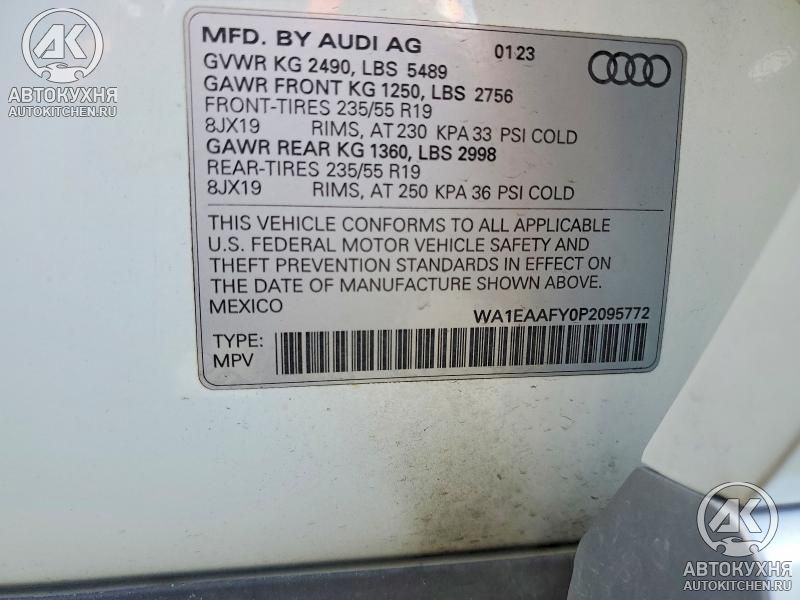 MFD. BY AUDI AG 01 23
GVWR KG 2490, LBS 5489
GAWR FRONT KG 1250, LBS 2756
FRONT-TIRES 235/55 R19
8JX19 RIMS, AT 230 KPA 33 PSI COLD
GAWR REAR KG 1360, LBS 2998
REAR-TIRES 235/55 R19
8JX19 RIMS, AT 250 KPA 36 PSI COLD
THIS VEHICLE CONFORMS TO ALL APPLICABLE
U.S. FEDERAL MOTOR VEHICLE SAFETY AND
THEFT PREVENTION STANDARDS IN EFFECT ON
THE DATE OF MANUFACTURE SHOWN ABOVE.
MEXICO
WA1EAAFY0P2095772
TYPE:
MPV
АК
АВТОКУХНЯ
AUTOKITCHEN.RU
АК
АВТОКУХНЯ
AUTOKITCHEN.RU